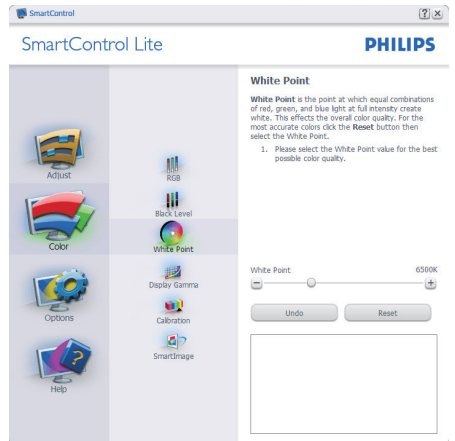 SmartControl
? x
SmartControl Lite
PHILIPS
Adjust
Color
Options
Help
RGB
Black Level
White Point
Display Gamma
Calibration
SmartImage
White Point
White Point is the point at which equal combinations
of red, green, and blue light at full intensity create
white. This effects the overall color quality. For the
most accurate colors click the Reset button then
select the White Point.
1. Please select the White Point value for the best
possible color quality.
White Point 6500K
- +
Undo Reset